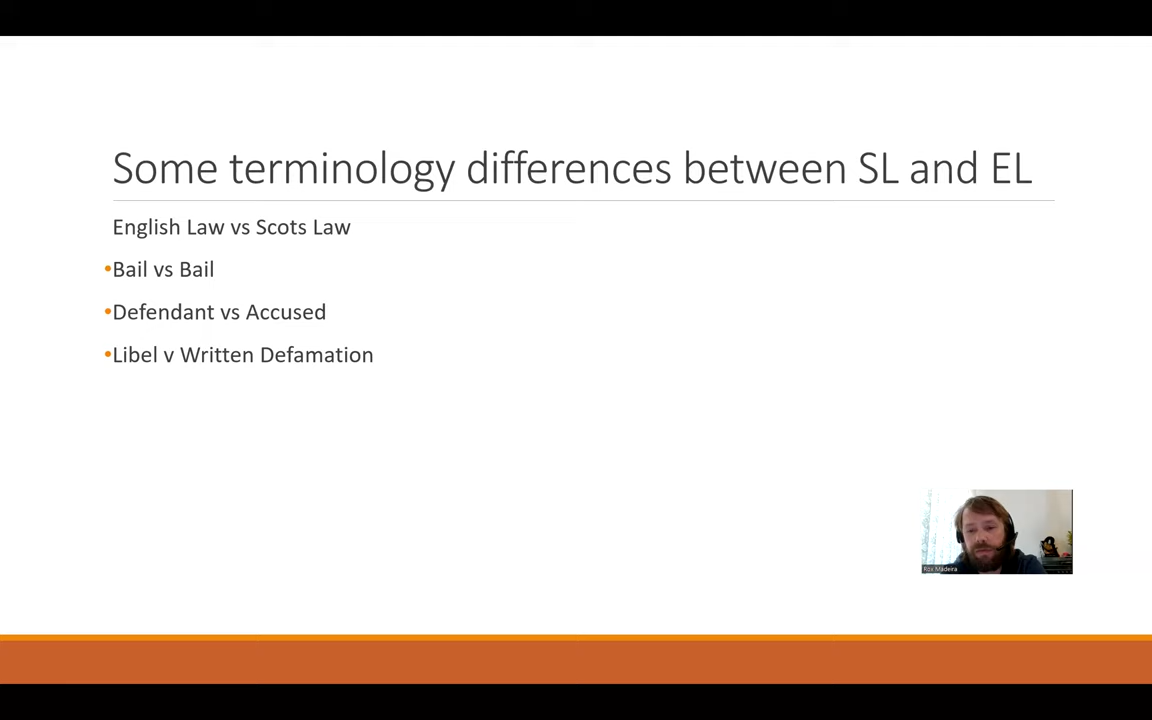 Some terminology differences between SL and EL
English Law vs Scots Law
•Bail vs Bail
•Defendant vs Accused
•Libel v Written Defamation
Madeira